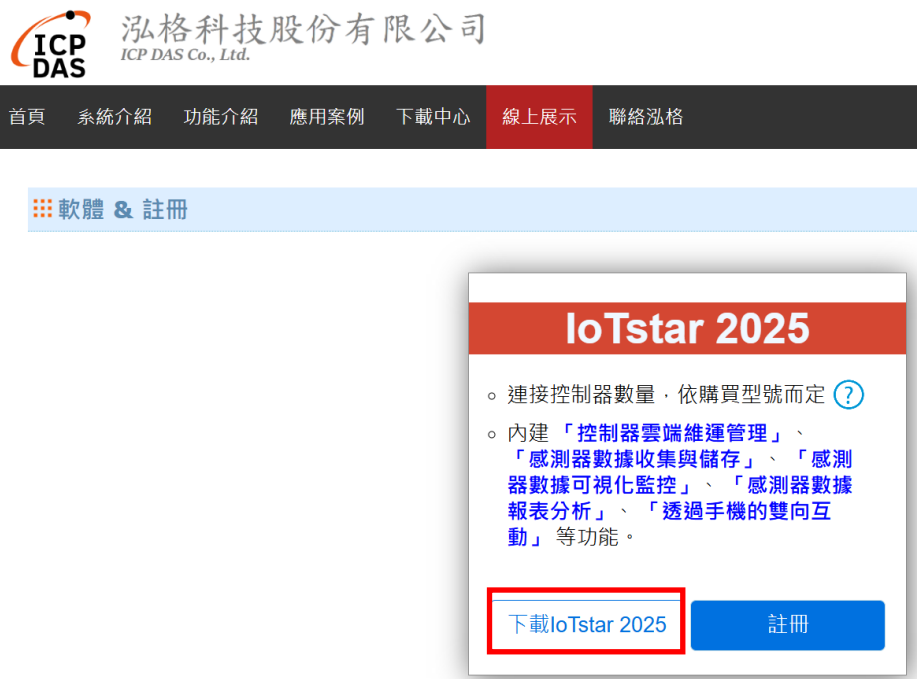 ICP
DAS
泓格科技股份有限公司
ICP DAS Co., Ltd.
首頁 系統介紹 功能介紹 應用案例 下載中心 線上展示 聯絡泓格
軟體 & 註冊
IoTstar 2025
連接控制器數量，依購買型號而定 ?
內建「控制器雲端維運管理」、
「感測器數據收集與儲存」、「感測
器數據可視化監控」、「感測器數據
報表分析」、「透過手機的雙向互
動」等功能。
下載IoTstar 2025 註冊